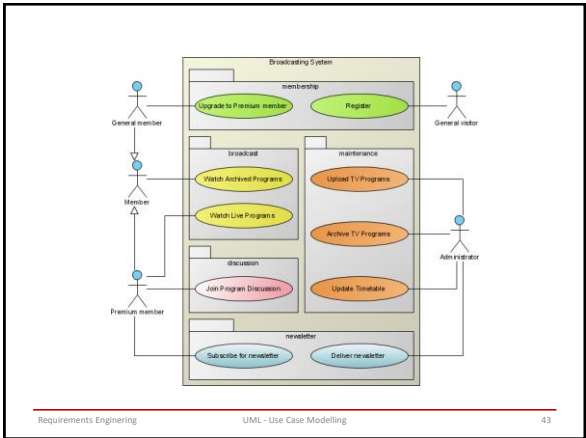 Broadcasting System
membership
Upgrade to Premium member
Register
General member
General visitor
broadcast
maintenance
Watch Archived Programs
Upload TV Programs
Member
Watch Live Programs
Archive TV Programs
Administrator
discussion
Join Program Discussion
Update Timetable
Premium member
newsletter
Subscribe for newsletter
Deliver newsletter
Requirements Enginering
UML - Use Case Modelling
43